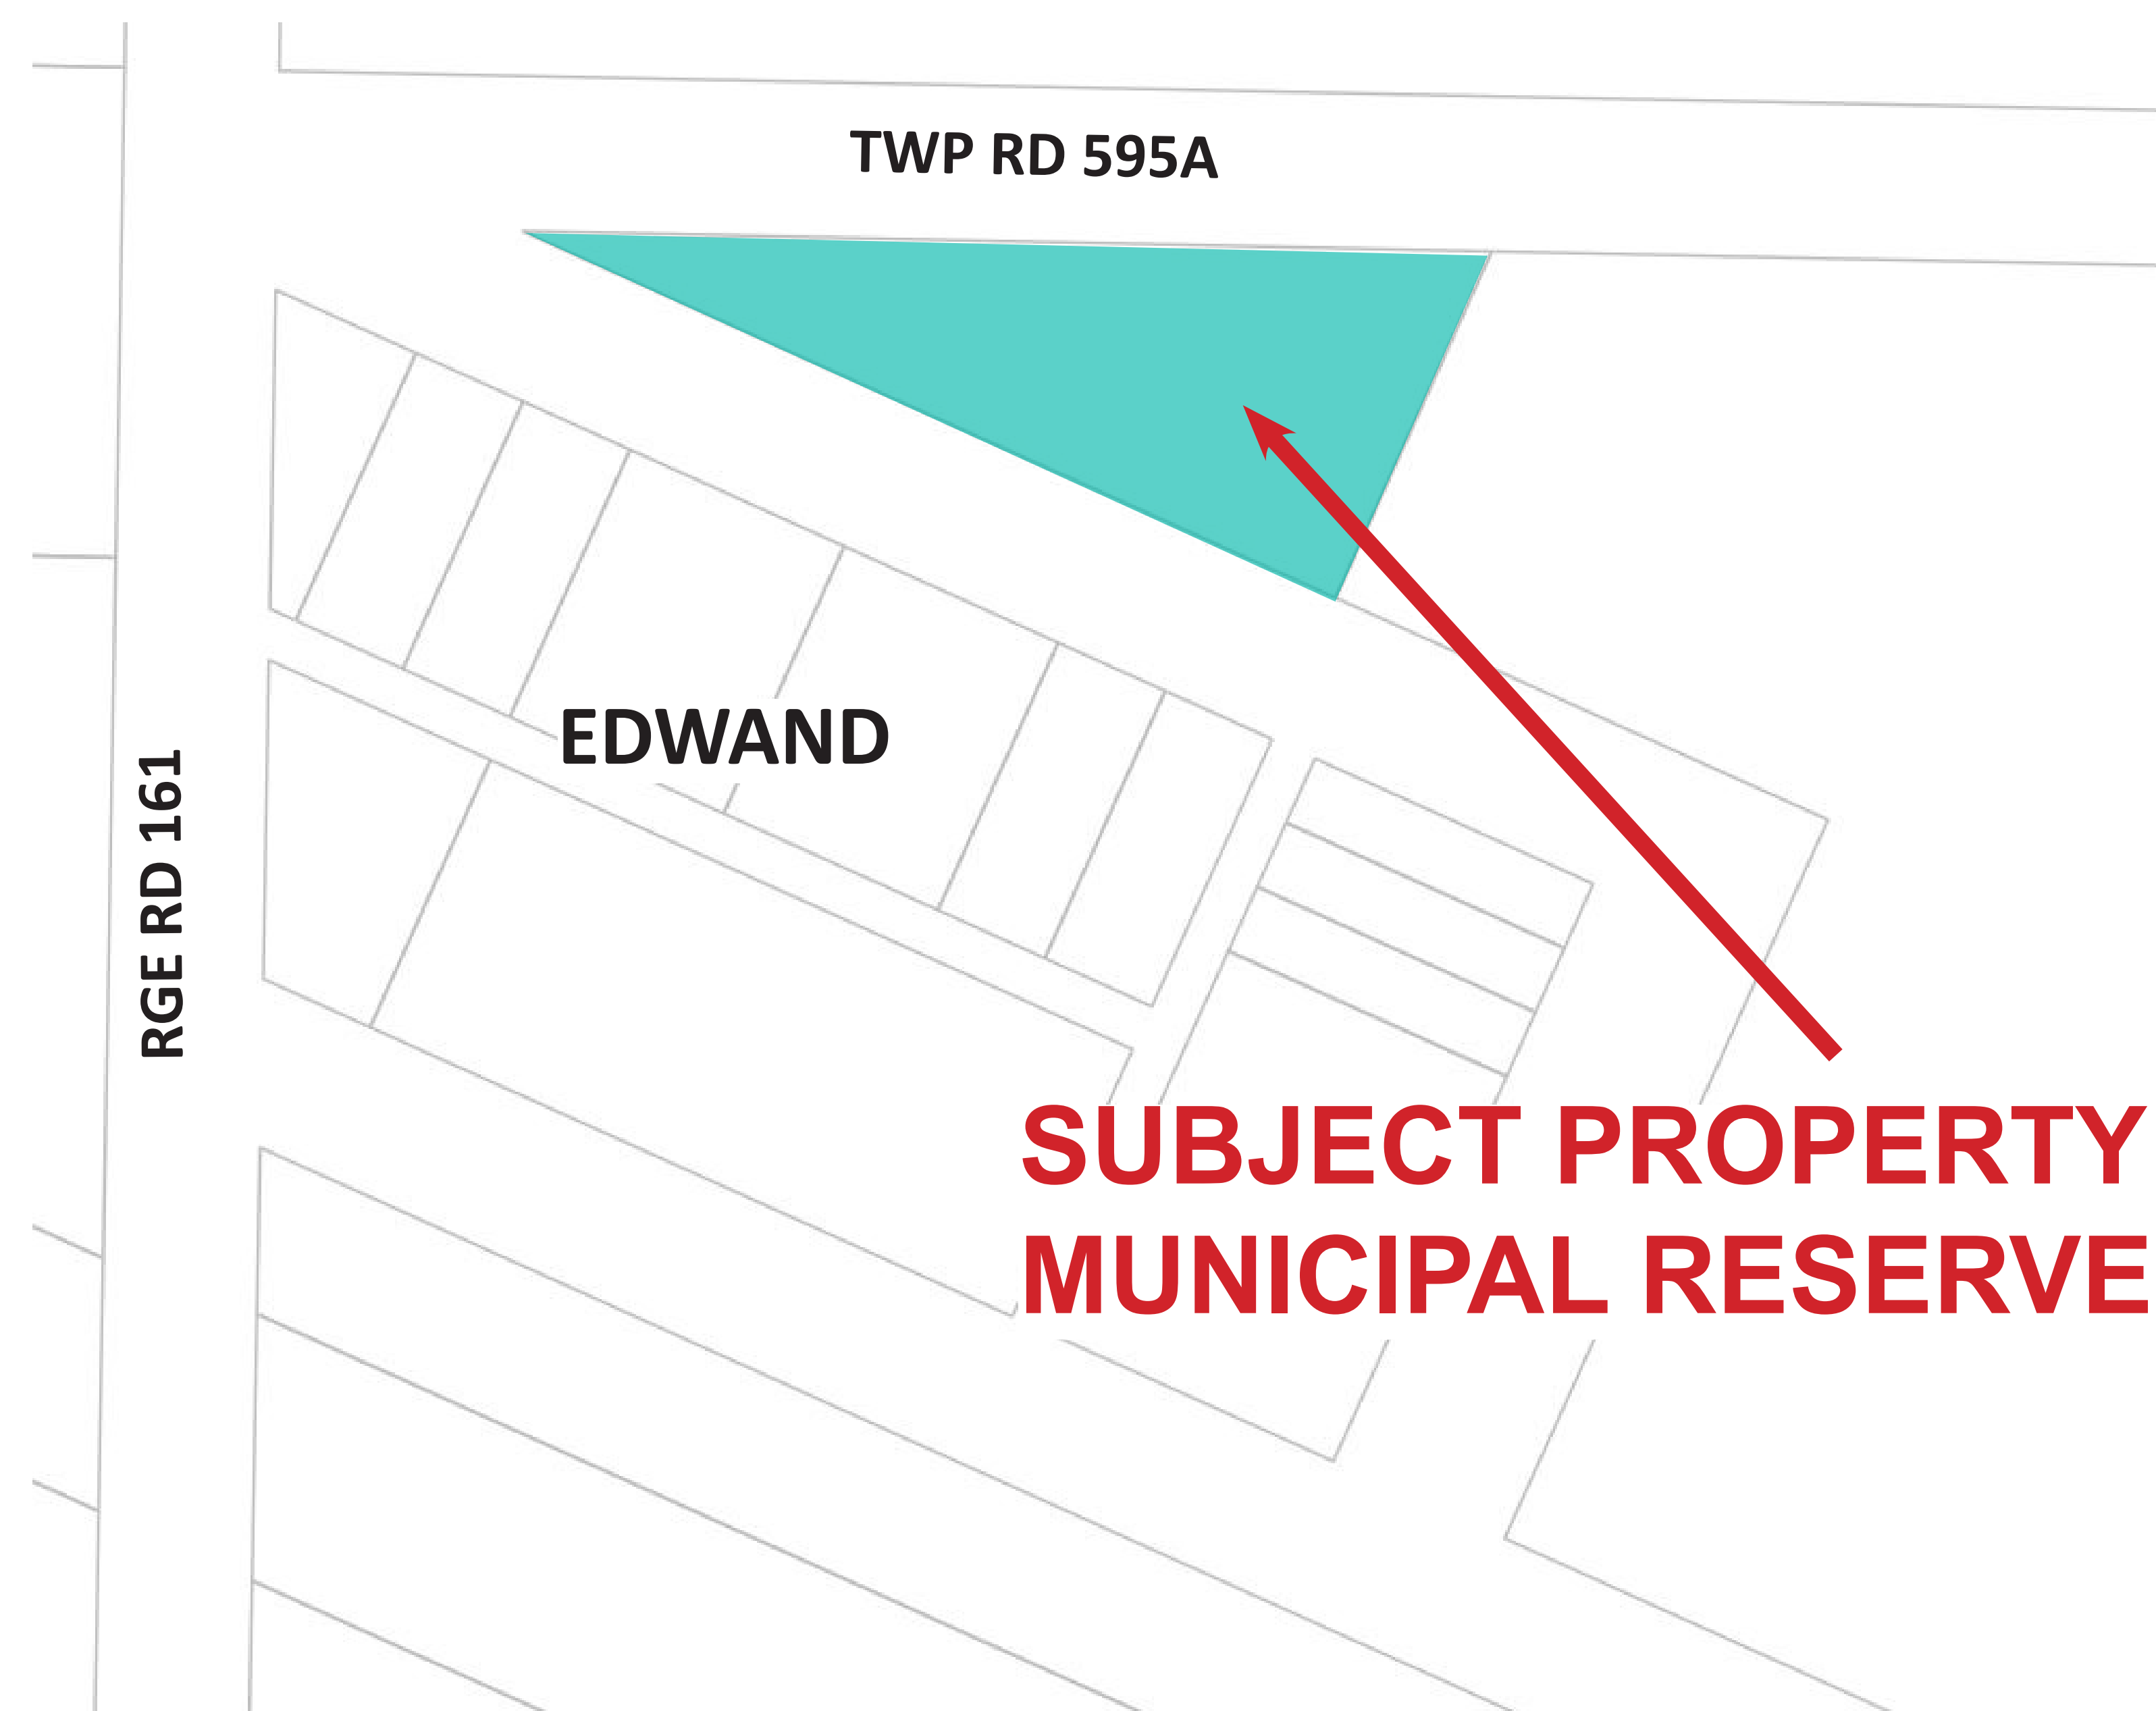 TWP RD 595A
EDWAND
RGE RD 161
SUBJECT PROPERTY
MUNICIPAL RESERVE